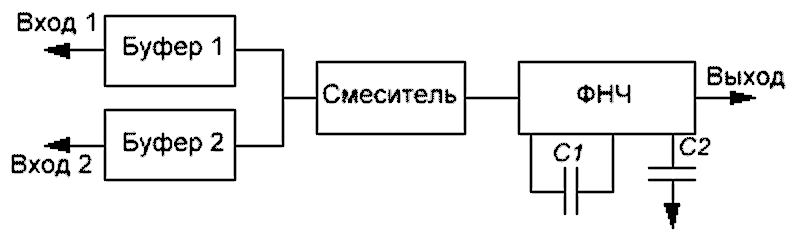 Вход 1
Буфер 1
Смеситель
ФНЧ
Выход
Вход 2
Буфер 2
C1
C2